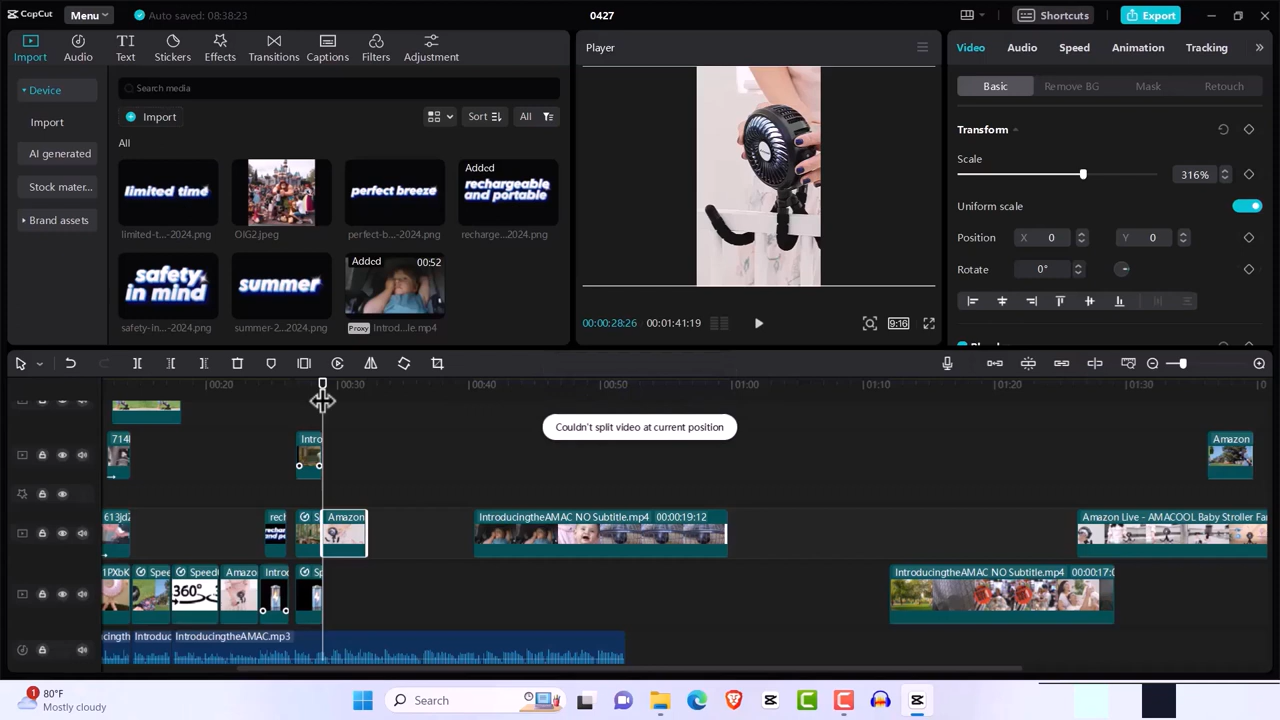 CapCut
Menu
Auto saved: 08:38:23
0427
Shortcuts
Export
Import
Audio
Text
Stickers
Effects
Transitions
Captions
Filters
Adjustment
Player
Video
Audio
Speed
Animation
Tracking
Device
Import
AI generated
Stock mater...
Brand assets
Search media
Import
Sort
All
All
limited time
perfect breeze
Added
rechargeable
and portable
limited-t...-2024.png
OIG2.jpeg
perfect-b...-2024.png
recharge...2024.png
safety
in mind
summer
Added
00:52
Proxy
safety-in...-2024.png
summer-2...2024.png
Introd...le.mp4
00:00:28:26
00:01:41:19
9:16
Basic
Remove BG
Mask
Retouch
Transform
Scale
316%
Uniform scale
Position
X
0
Y
0
Rotate
0°
00:20
00:30
00:40
00:50
01:00
01:10
01:20
01:30
Couldn't split video at current position
Intro
Amazon
613jd2
rech
S
Amazon
IntroducingtheAMAC NO Subtitle.mp4 00:00:19:12
Amazon Live - AMACOOL Baby Stroller Fa
1PXbK
Speed
SpeedU
Amazo
Introd
Sp
IntroducingtheAMAC NO Subtitle.mp4 00:00:17:0
360°
Introduc
IntroducingtheAMAC.mp3
1
80°F
Mostly cloudy
Search